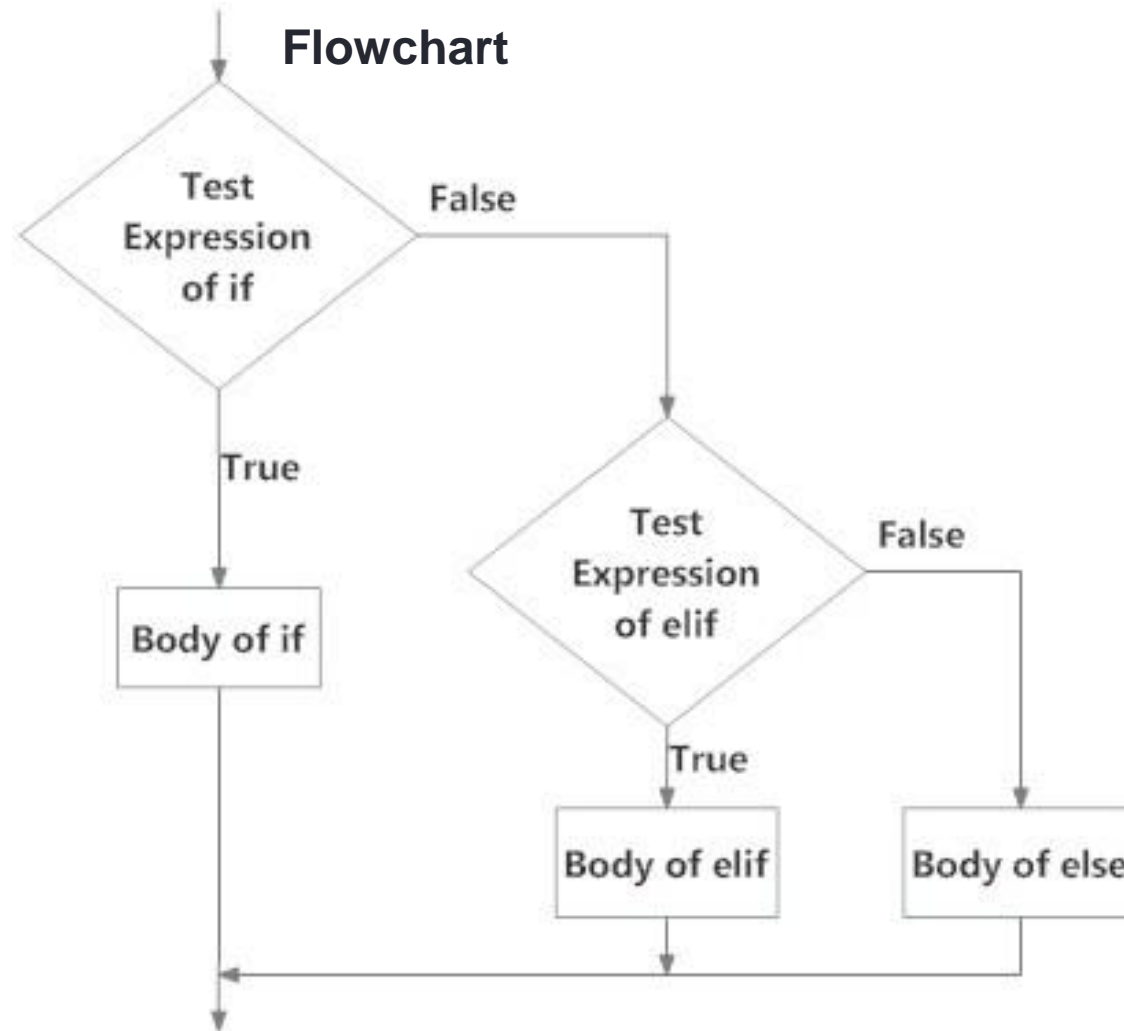 Flowchart
Test
Expression
of if
False
True
Body of if
Test
Expression
of elif
False
True
Body of elif
Body of else